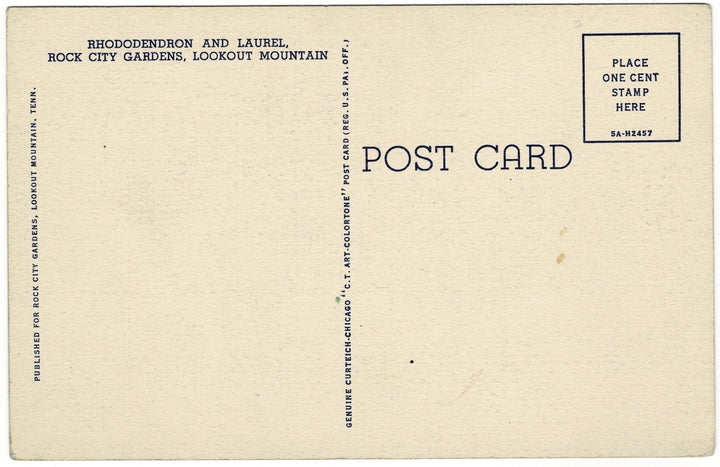 RHODODENDRON AND LAUREL,
ROCK CITY GARDENS, LOOKOUT MOUNTAIN
PUBLISHED FOR ROCK CITY GARDENS, LOOKOUT MOUNTAIN, TENN.
GENUINE CURTEICH-CHICAGO "C.T. ART-COLORTONE" POST CARD (REG. U.S. PAT. OFF.)
POST CARD
PLACE
ONE CENT
STAMP
HERE
5A-H2457